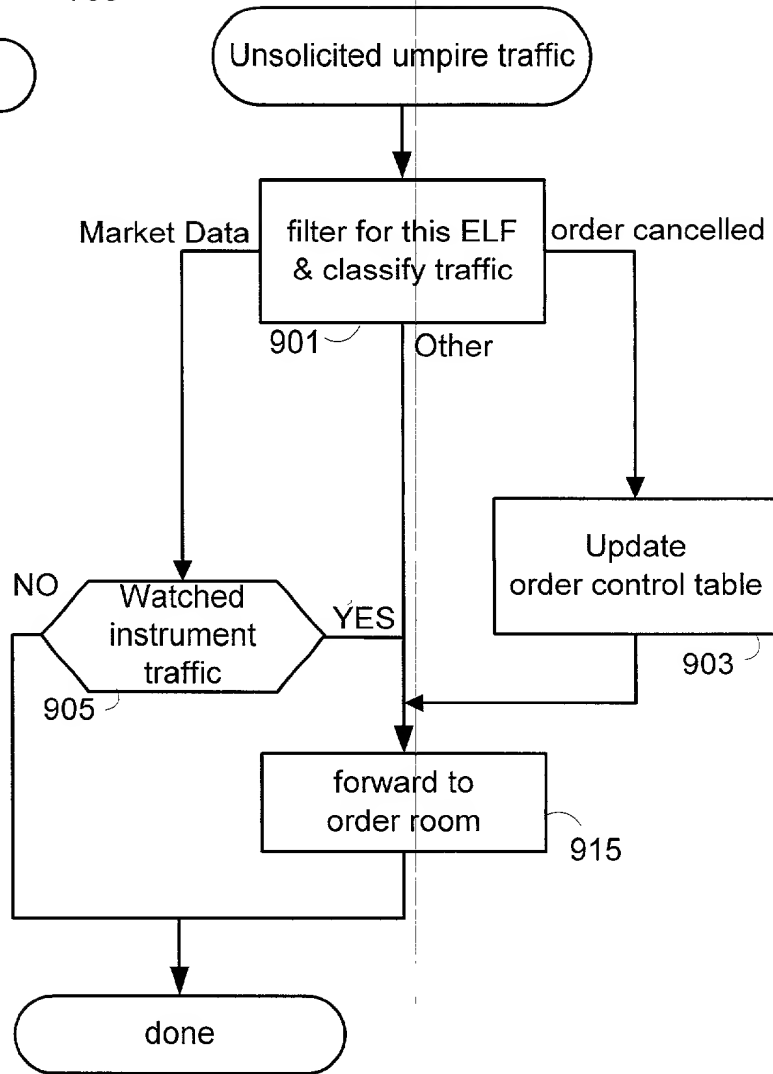 Unsolicited umpire traffic
Market Data
filter for this ELF
& classify traffic
order cancelled
901
Other
Update
order control table
903
NO
Watched
instrument
traffic
YES
905
forward to
order room
915
done